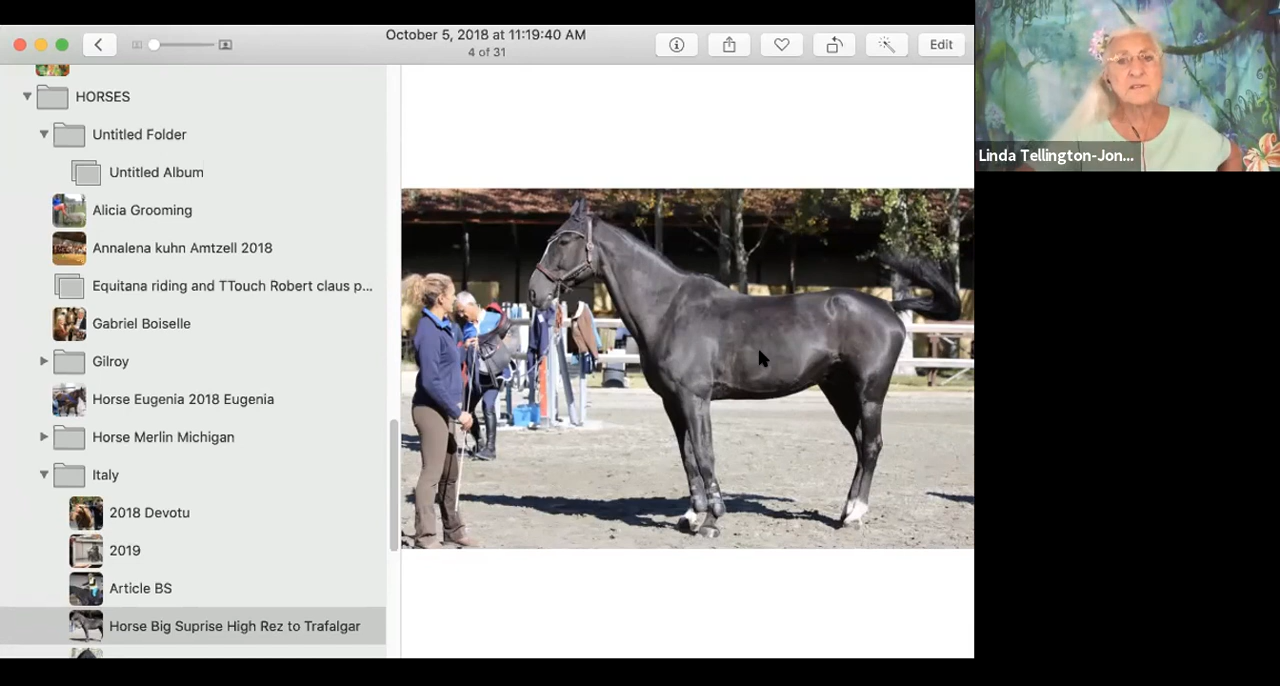 October 5, 2018 at 11:19:40 AM
4 of 31
Edit
HORSES
Untitled Folder
Untitled Album
Alicia Grooming
Annalena kuhn Amtzell 2018
Equitana riding and TTouch Robert claus p...
Gabriel Boiselle
Gilroy
Horse Eugenia 2018 Eugenia
Horse Merlin Michigan
Italy
2018 Devotu
2019
Article BS
Horse Big Suprise High Rez to Trafalgar
Linda Tellington-Jon...